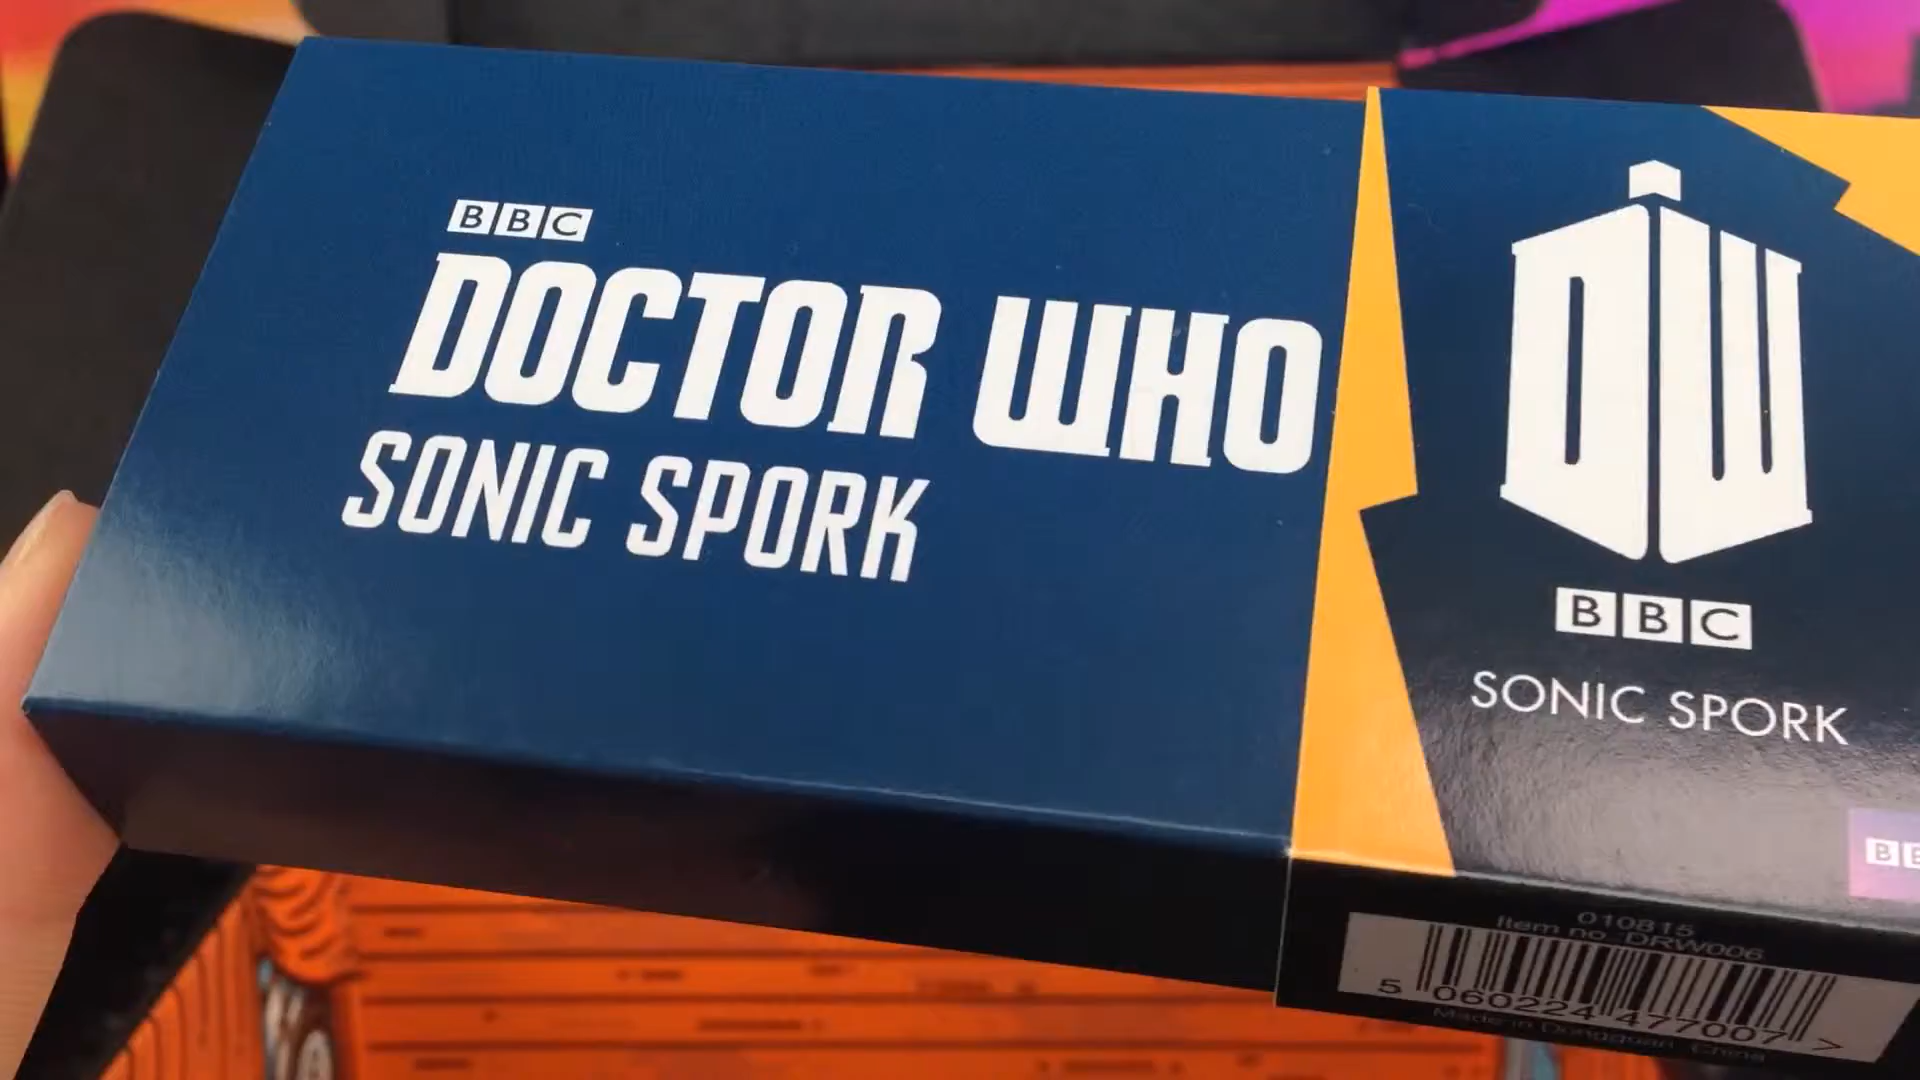 BBC
DOCTOR WHO
SONIC SPORK
DW
BBC
SONIC SPORK
010815
Item no. DRW006
5 060224 477007 >
Made in Dongguan, China